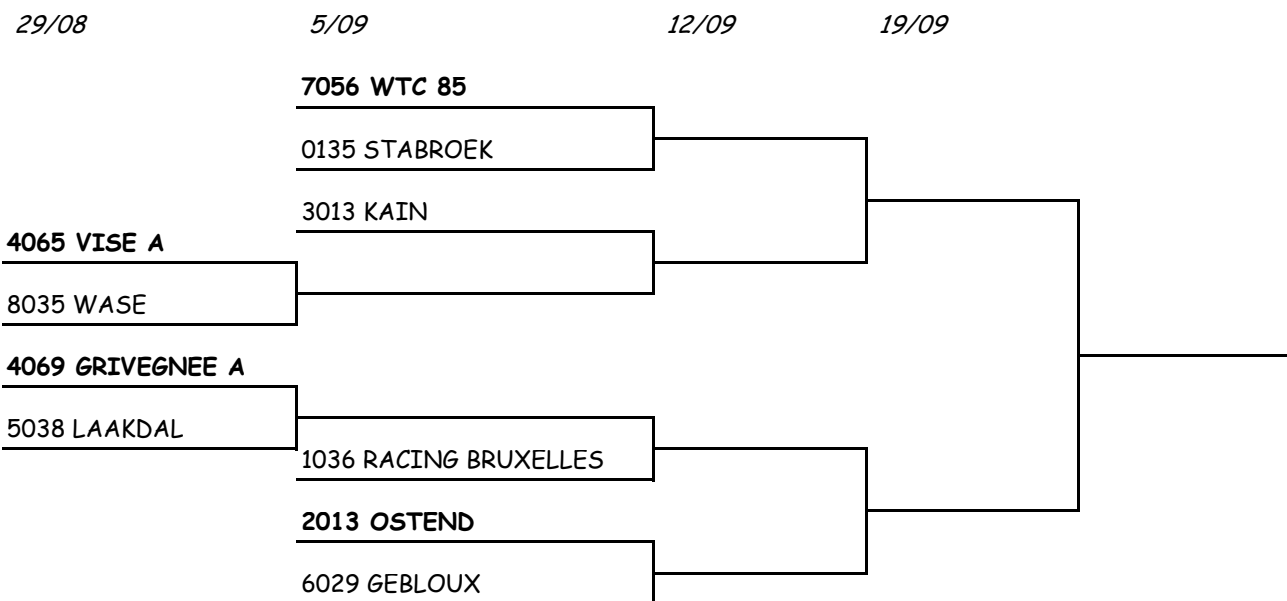 29/08 5/09 12/09 19/09
7056 WTC 85
0135 STABROEK
3013 KAIN
4065 VISE A
8035 WASE
4069 GRIVEGNEE A
5038 LAAKDAL
1036 RACING BRUXELLES
2013 OSTEND
6029 GEBLOUX